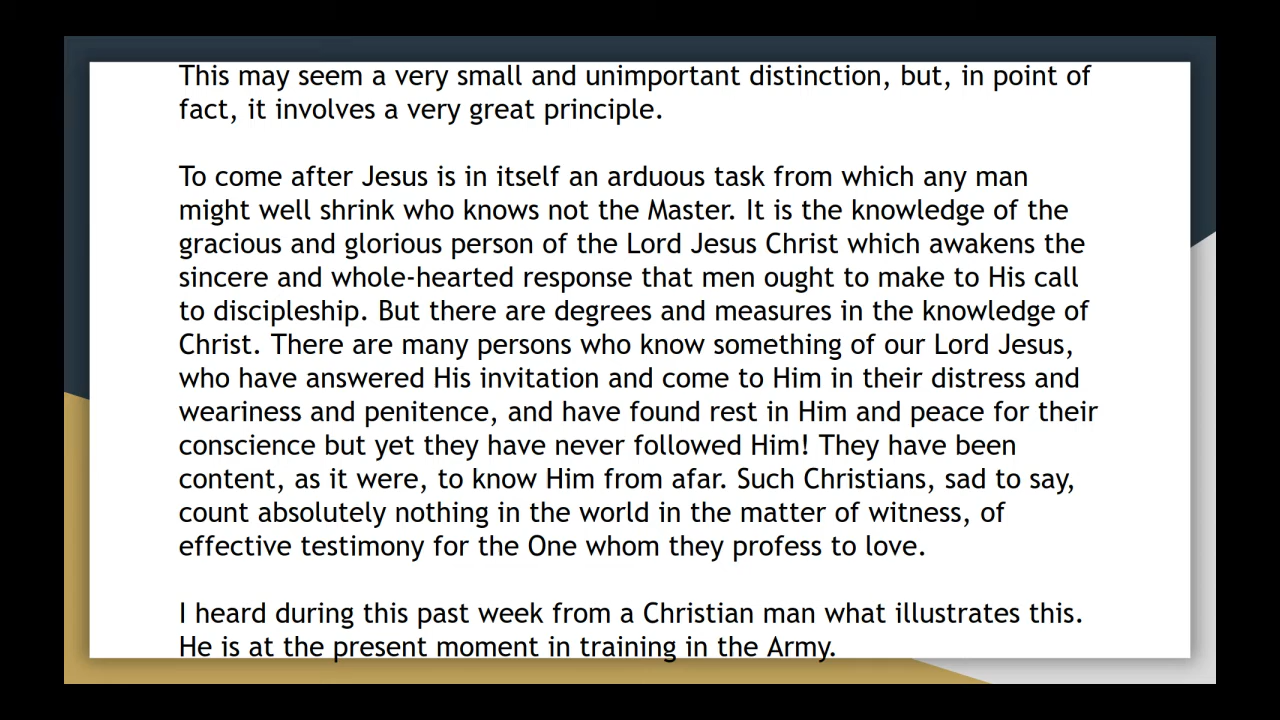 This may seem a very small and unimportant distinction, but, in point of
fact, it involves a very great principle.
To come after Jesus is in itself an arduous task from which any man
might well shrink who knows not the Master. It is the knowledge of the
gracious and glorious person of the Lord Jesus Christ which awakens the
sincere and whole-hearted response that men ought to make to His call
to discipleship. But there are degrees and measures in the knowledge of
Christ. There are many persons who know something of our Lord Jesus,
who have answered His invitation and come to Him in their distress and
weariness and penitence, and have found rest in Him and peace for their
conscience but yet they have never followed Him! They have been
content, as it were, to know Him from afar. Such Christians, sad to say,
count absolutely nothing in the world in the matter of witness, of
effective testimony for the One whom they profess to love.
I heard during this past week from a Christian man what illustrates this.
He is at the present moment in training in the Army.